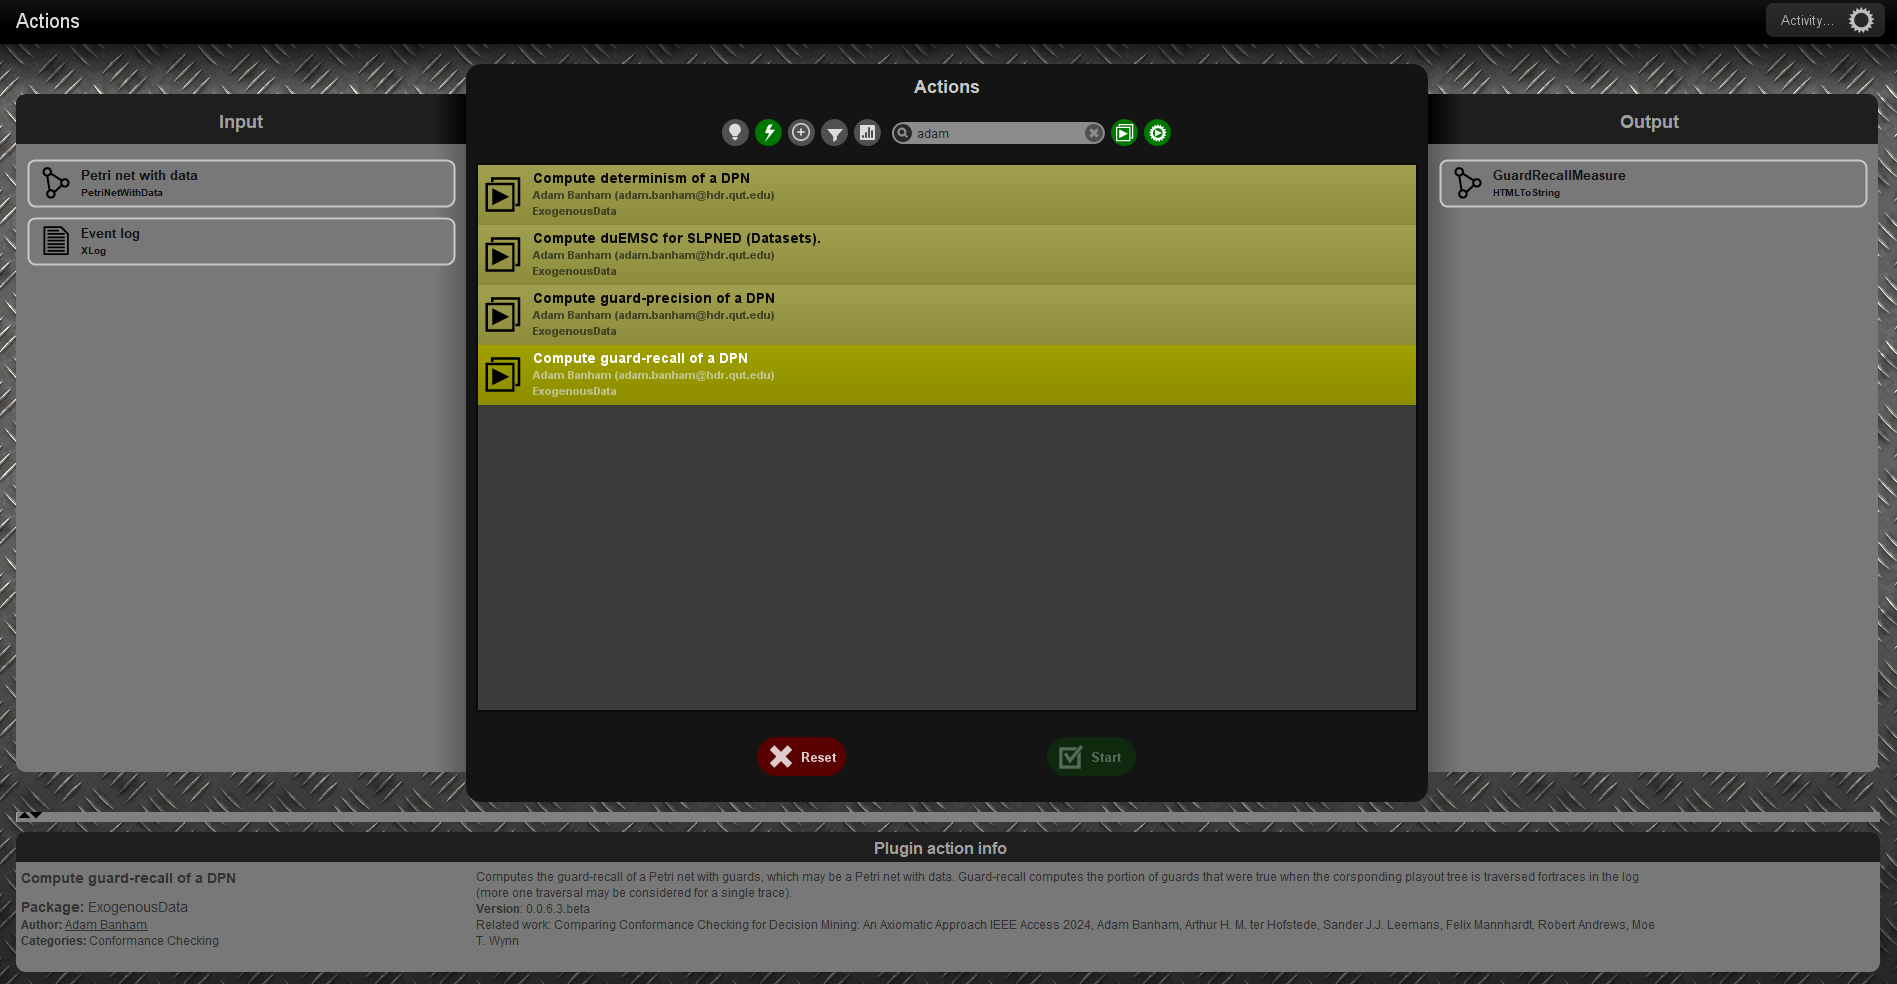 Actions
Activity...
Actions
Input
adam
Output
Petri net with data
PetriNetWithData
Event log
XLog
Compute determinism of a DPN
Adam Banham (adam.banham@hdr.qut.edu)
ExogenousData
Compute duEMSC for SLPNED (Datasets).
Adam Banham (adam.banham@hdr.qut.edu)
ExogenousData
Compute guard-precision of a DPN
Adam Banham (adam.banham@hdr.qut.edu)
ExogenousData
Compute guard-recall of a DPN
Adam Banham (adam.banham@hdr.qut.edu)
ExogenousData
GuardRecallMeasure
HTMLToString
Reset
Start
Plugin action info
Compute guard-recall of a DPN
Package: ExogenousData
Author: Adam Banham
Categories: Conformance Checking
Computes the guard-recall of a Petri net with guards, which may be a Petri net with data. Guard-recall computes the portion of guards that were true when the corsponding playout tree is traversed fortraces in the log
(more one traversal may be considered for a single trace).
Version: 0.0.6.3.beta
Related work: Comparing Conformance Checking for Decision Mining: An Axiomatic Approach IEEE Access 2024, Adam Banham, Arthur H. M. ter Hofstede, Sander J.J. Leemans, Felix Mannhardt, Robert Andrews, Moe
T. Wynn